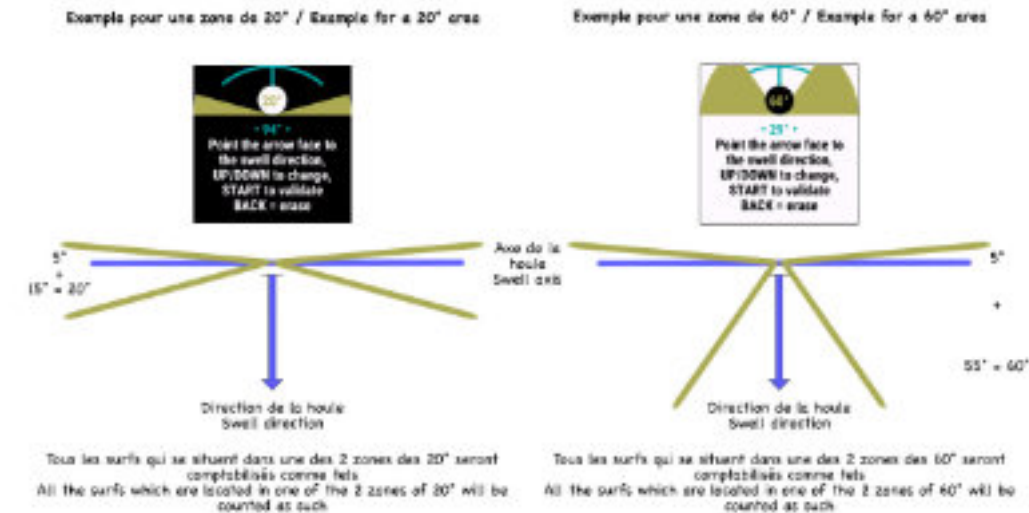 Exemple pour une zone de 20° / Example for a 20° area
20°
• 94° •
Point the arrow face to
the swell direction,
UP/DOWN to change,
START to validate
BACK = erase
5°
+
15° = 20°
Axe de la
houle
Swell axis
Direction de la houle
Swell direction
Tous les surfs qui se situent dans une des 2 zones des 20° seront
comptabilisés comme tels
All the surfs which are located in one of the 2 zones of 20° will be
counted as such
Exemple pour une zone de 60° / Example for a 60° area
60°
• 25° •
Point the arrow face to
the swell direction,
UP/DOWN to change,
START to validate
BACK = erase
5°
+
55° = 60°
Direction de la houle
Swell direction
Tous les surfs qui se situent dans une des 2 zones des 60° seront
comptabilisés comme tels
All the surfs which are located in one of the 2 zones of 60° will be
counted as such